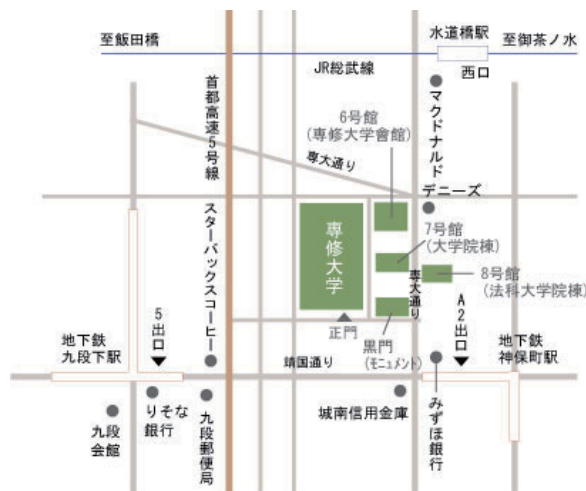 至飯田橋
水道橋駅
至御茶ノ水
JR総武線
西口
首都高速5号線
マクドナルド
6号館
(専修大学會館)
専大通り
デニーズ
スターバックスコーヒー
専修大学
7号館
(大学院棟)
専大通り
8号館
(法科大学院棟)
正門
黒門
(モニュメント)
A2出口
5出口
地下鉄
九段下駅
靖国通り
地下鉄
神保町駅
りそな
銀行
九段
会館
九段郵便局
城南信用金庫
みずほ銀行